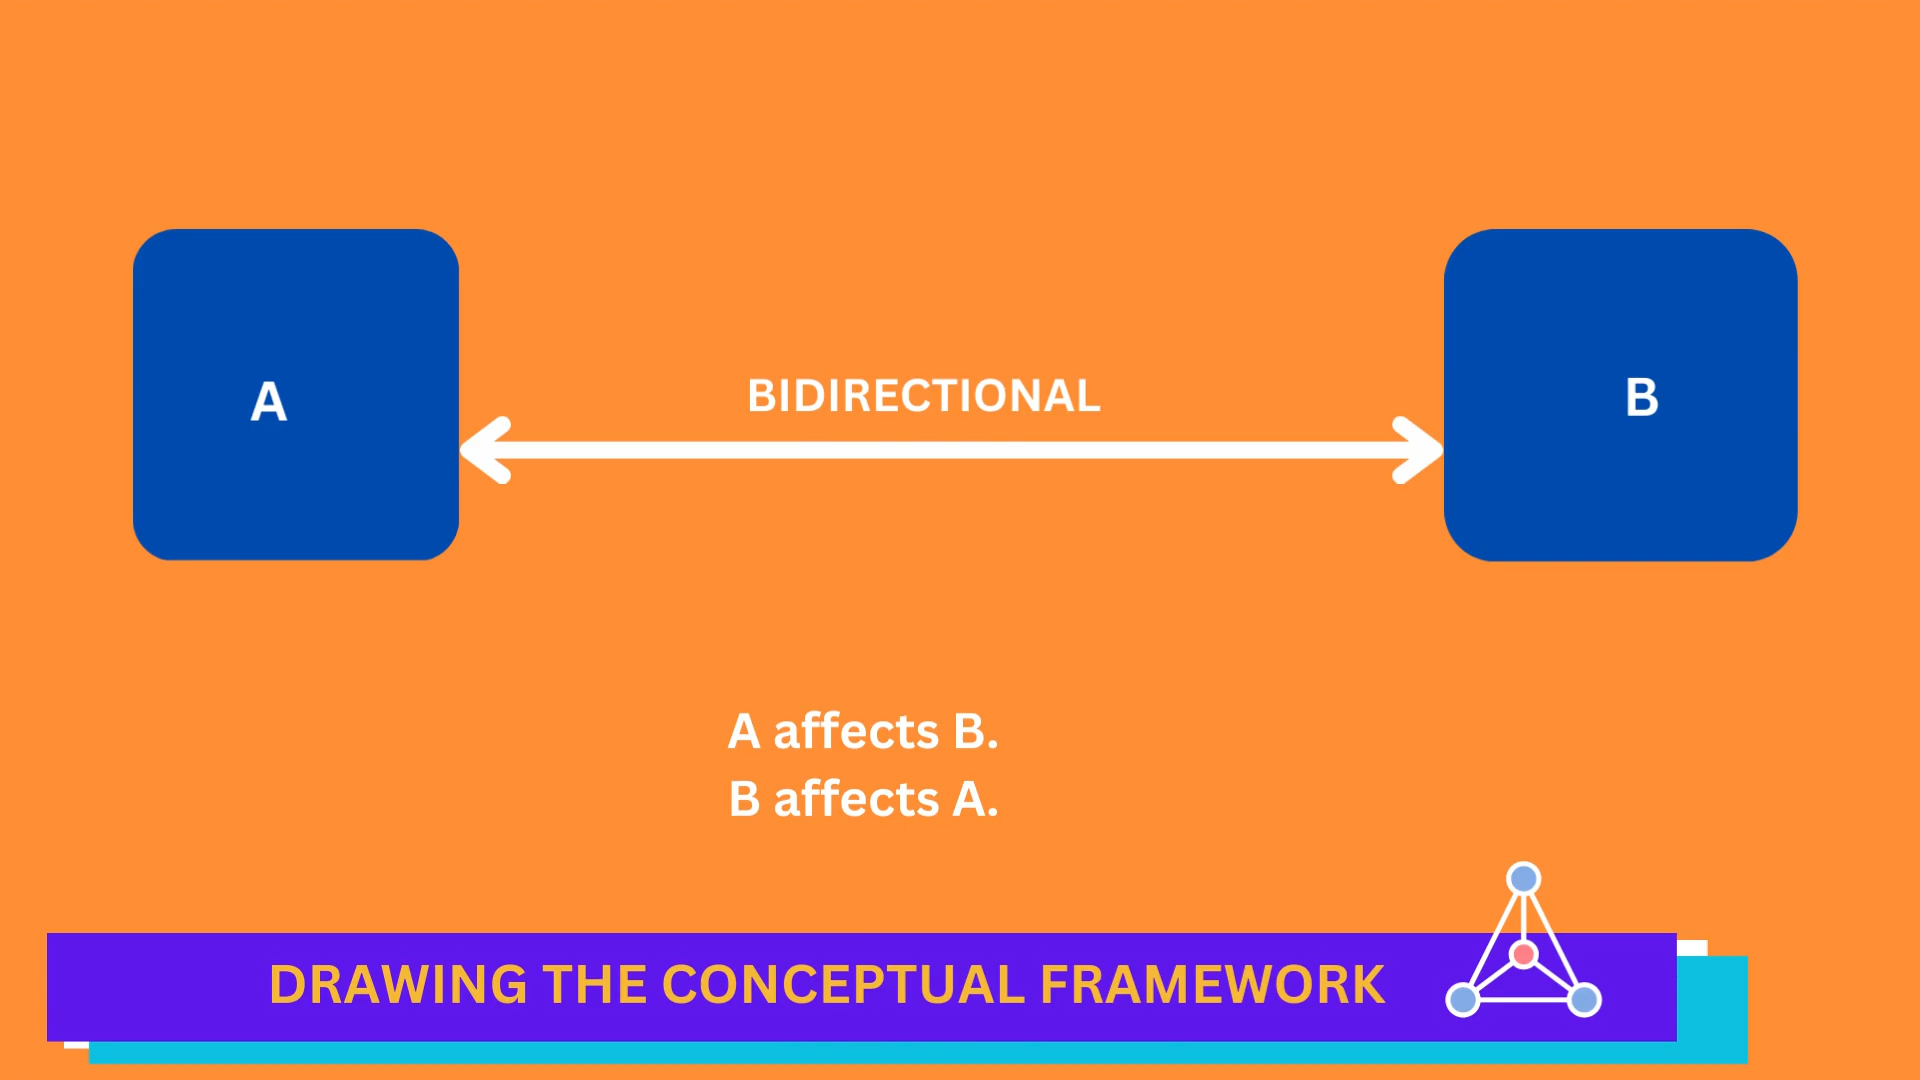 A
BIDIRECTIONAL
B
A affects B.
B affects A.
DRAWING THE CONCEPTUAL FRAMEWORK